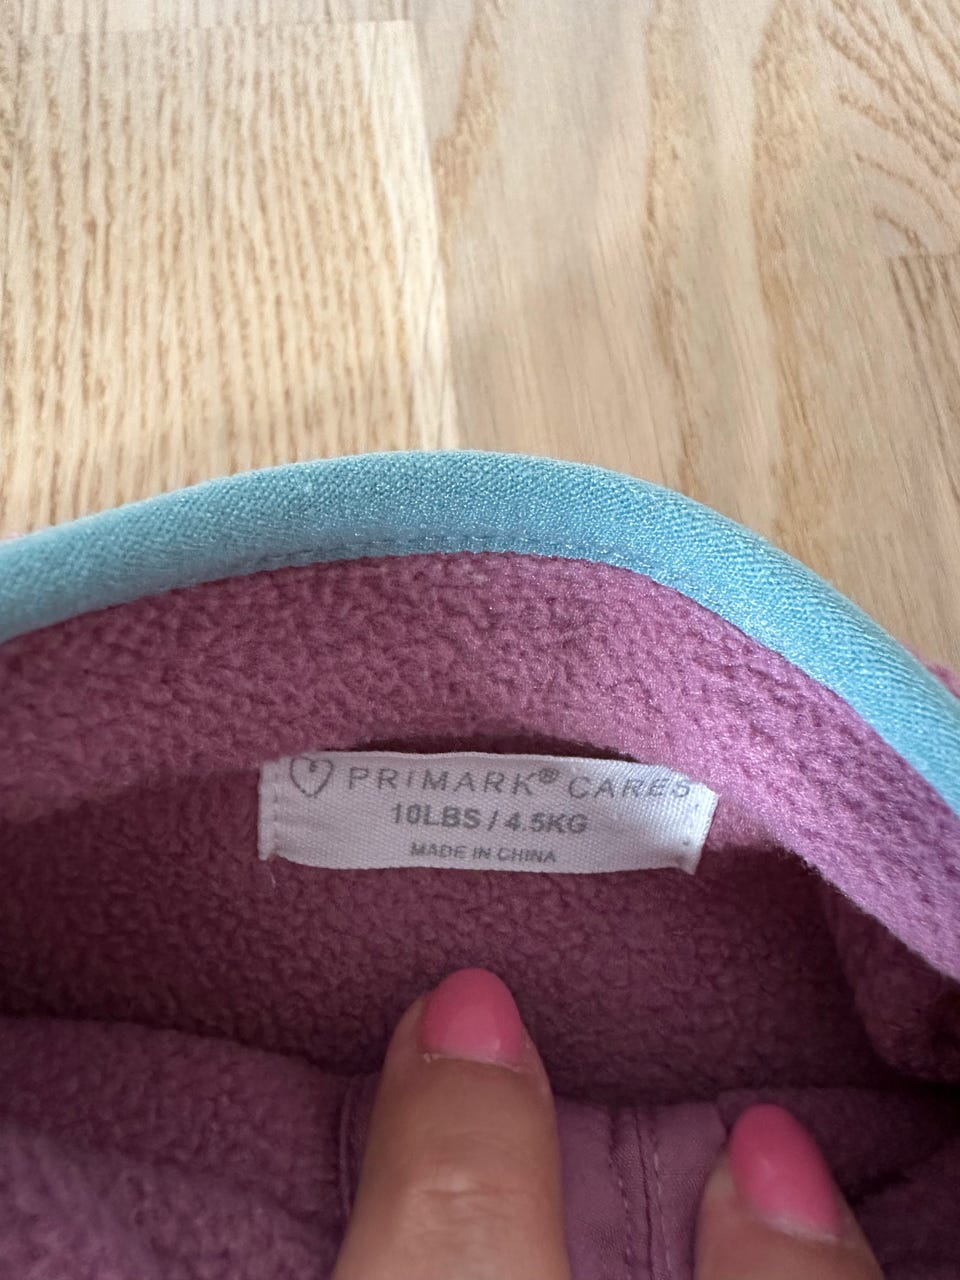 PRIMARK® CARES
10LBS / 4.5KG
MADE IN CHINA